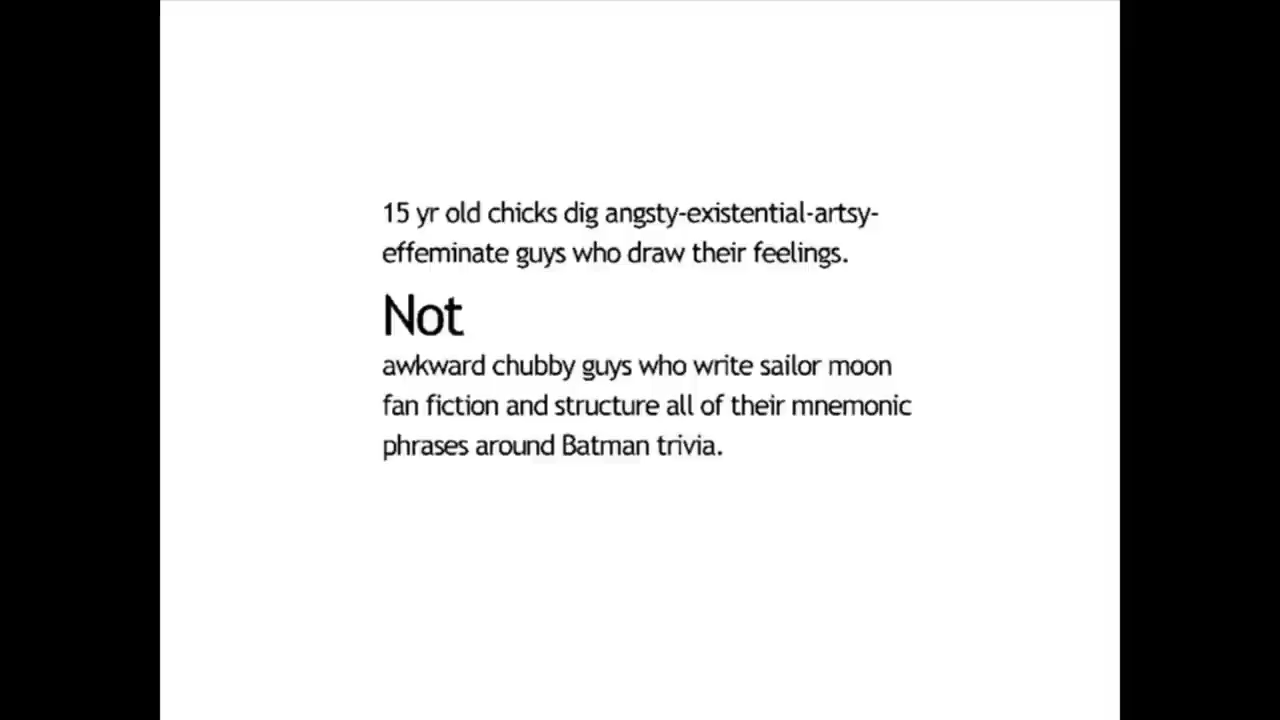 15 yr old chicks dig angsty-existential-artsy-
effeminate guys who draw their feelings.
Not
awkward chubby guys who write sailor moon
fan fiction and structure all of their mnemonic
phrases around Batman trivia.